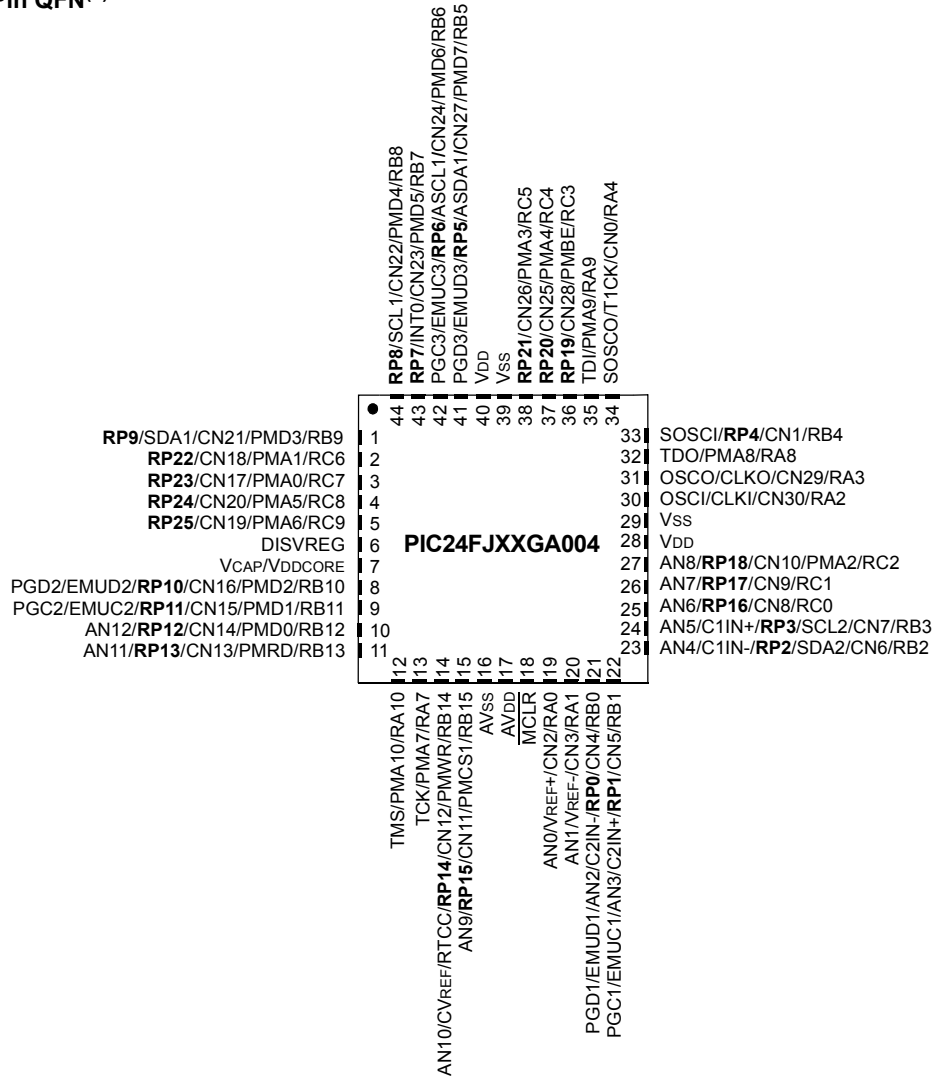 RP8/SCL1/CN22/PMD4/RB8
RP7/INT0/CN23/PMD5/RB7
PGC3/EMUC3/RP6/ASCL1/CN24/PMD6/RB6
PGD3/EMUD3/RP5/ASDA1/CN27/PMD7/RB5
VDD
VSS
RP21/CN26/PMA3/RC5
RP20/CN25/PMA4/RC4
RP19/CN28/PMBE/RC3
TDI/PMA9/RA9
SOSCO/T1CK/CN0/RA4
44 43 42 41 40 39 38 37 36 35 34
RP9/SDA1/CN21/PMD3/RB9 1
RP22/CN18/PMA1/RC6 2
RP23/CN17/PMA0/RC7 3
RP24/CN20/PMA5/RC8 4
RP25/CN19/PMA6/RC9 5
DISVREG 6
VCAP/VDDCORE 7
PGD2/EMUD2/RP10/CN16/PMD2/RB10 8
PGC2/EMUC2/RP11/CN15/PMD1/RB11 9
AN12/RP12/CN14/PMD0/RB12 10
AN11/RP13/CN13/PMRD/RB13 11
PIC24FJXXGA004
33 SOSCI/RP4/CN1/RB4
32 TDO/PMA8/RA8
31 OSCO/CLKO/CN29/RA3
30 OSCI/CLKI/CN30/RA2
29 VSS
28 VDD
27 AN8/RP18/CN10/PMA2/RC2
26 AN7/RP17/CN9/RC1
25 AN6/RP16/CN8/RC0
24 AN5/C1IN+/RP3/SCL2/CN7/RB3
23 AN4/C1IN-/RP2/SDA2/CN6/RB2
12 13 14 15 16 17 18 19 20 21 22
TMS/PMA10/RA10
TCK/PMA7/RA7
AN10/CVREF/RTCC/RP14/CN12/PMWR/RB14
AN9/RP15/CN11/PMCS1/RB15
AVSS
AVDD
MCLR
AN0/VREF+/CN2/RA0
AN1/VREF-/CN3/RA1
PGD1/EMUD1/AN2/C2IN-/RP0/CN4/RB0
PGC1/EMUC1/AN3/C2IN+/RP1/CN5/RB1